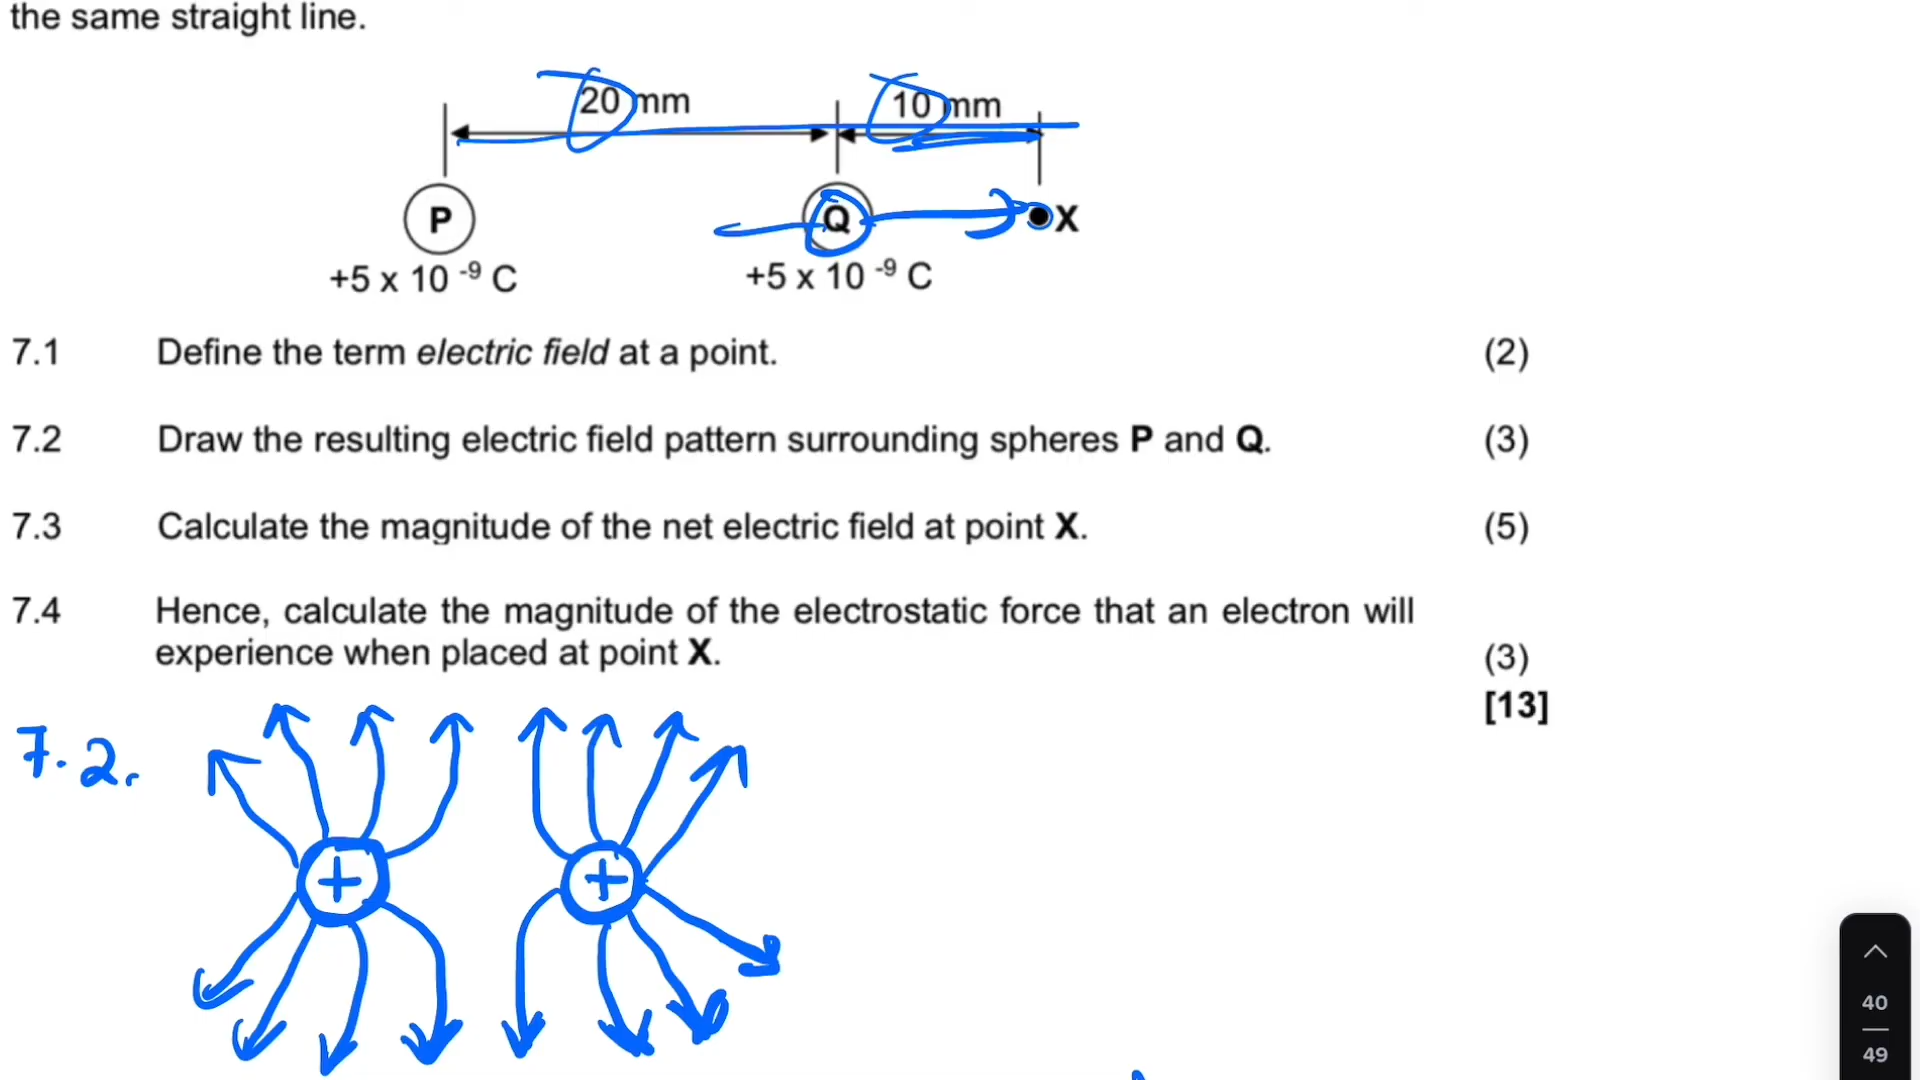 the same straight line.
20 mm 10 mm
P Q X
+5 x 10 -9 C +5 x 10 -9 C
7.1 Define the term electric field at a point. (2)
7.2 Draw the resulting electric field pattern surrounding spheres P and Q. (3)
7.3 Calculate the magnitude of the net electric field at point X. (5)
7.4 Hence, calculate the magnitude of the electrostatic force that an electron will
experience when placed at point X. (3)
[13]
7.2.
+ +
40
49